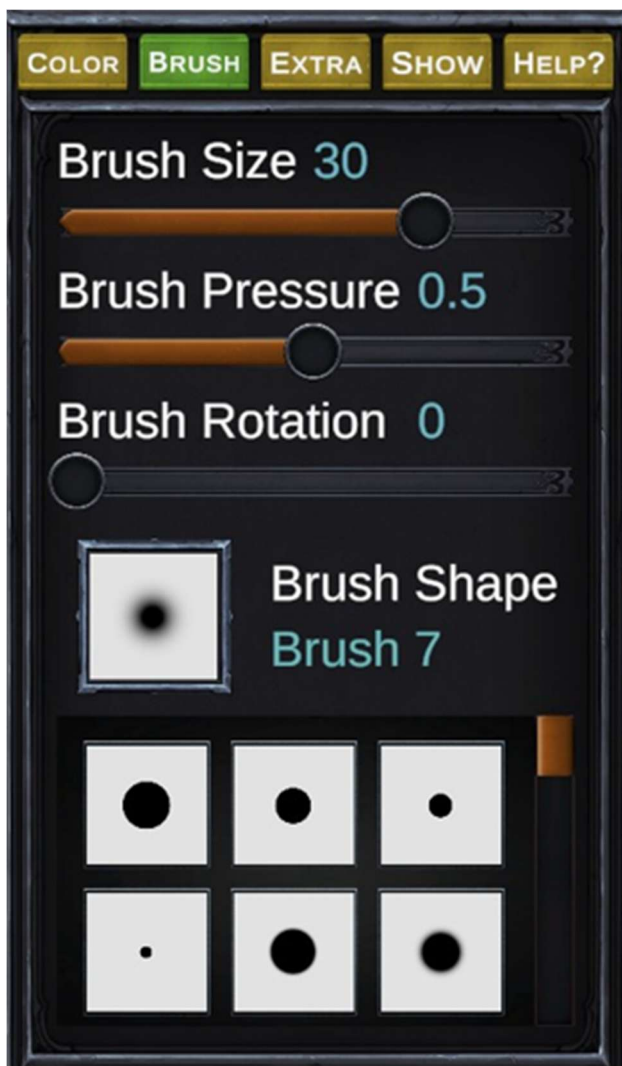 COLOR BRUSH EXTRA SHOW HELP?
Brush Size 30
Brush Pressure 0.5
Brush Rotation 0
Brush Shape
Brush 7